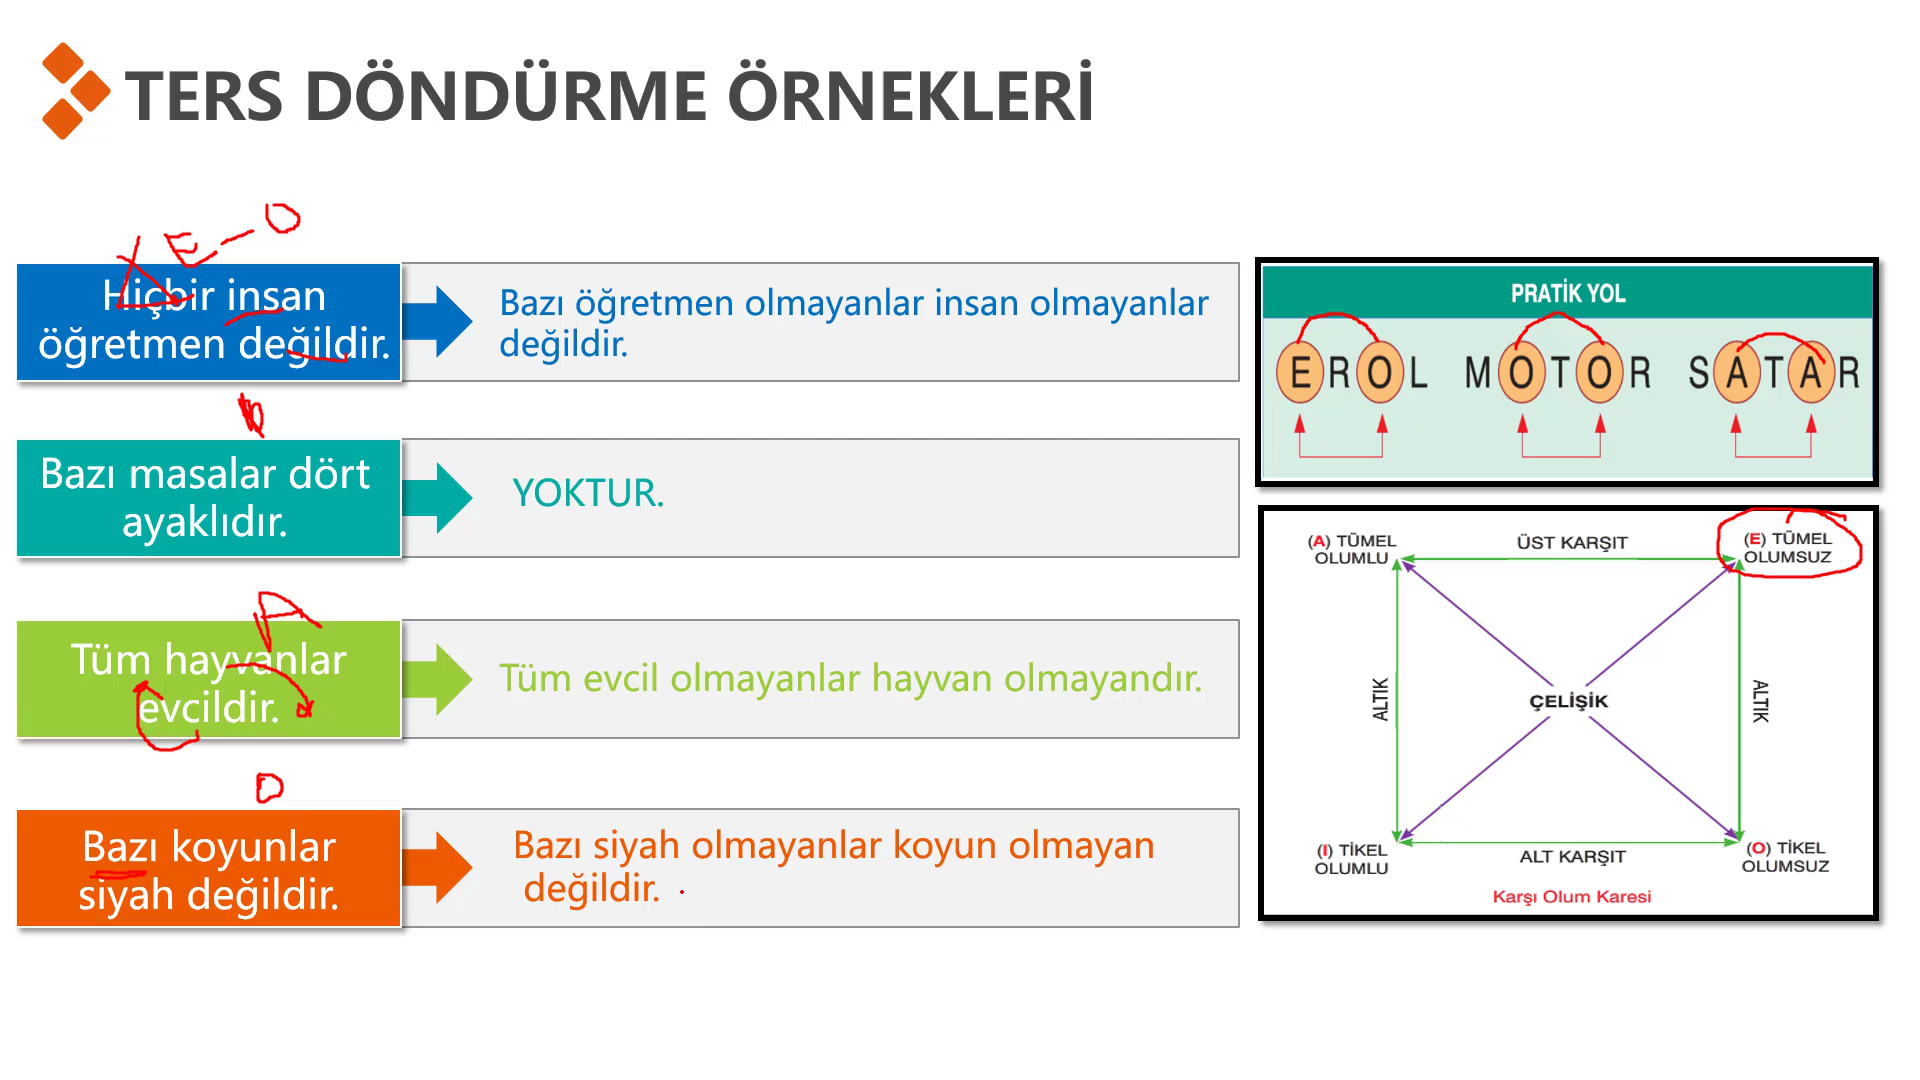 TERS DÖNDÜRME ÖRNEKLERİ
E-O
Hiçbir insan
öğretmen değildir.
Bazı öğretmen olmayanlar insan olmayanlar
değildir.
Bazı masalar dört
ayaklıdır.
YOKTUR.
A
Tüm hayvanlar
evcildir.
Tüm evcil olmayanlar hayvan olmayandır.
O
Bazı koyunlar
siyah değildir.
Bazı siyah olmayanlar koyun olmayan
değildir.
PRATİK YOL
EROL MOTOR SATAR
(A) TÜMEL
OLUMLU
ÜST KARŞIT
(E) TÜMEL
OLUMSUZ
ALTIK
ÇELİŞİK
ALTIK
(I) TİKEL
OLUMLU
ALT KARŞIT
(O) TİKEL
OLUMSUZ
Karşı Olum Karesi